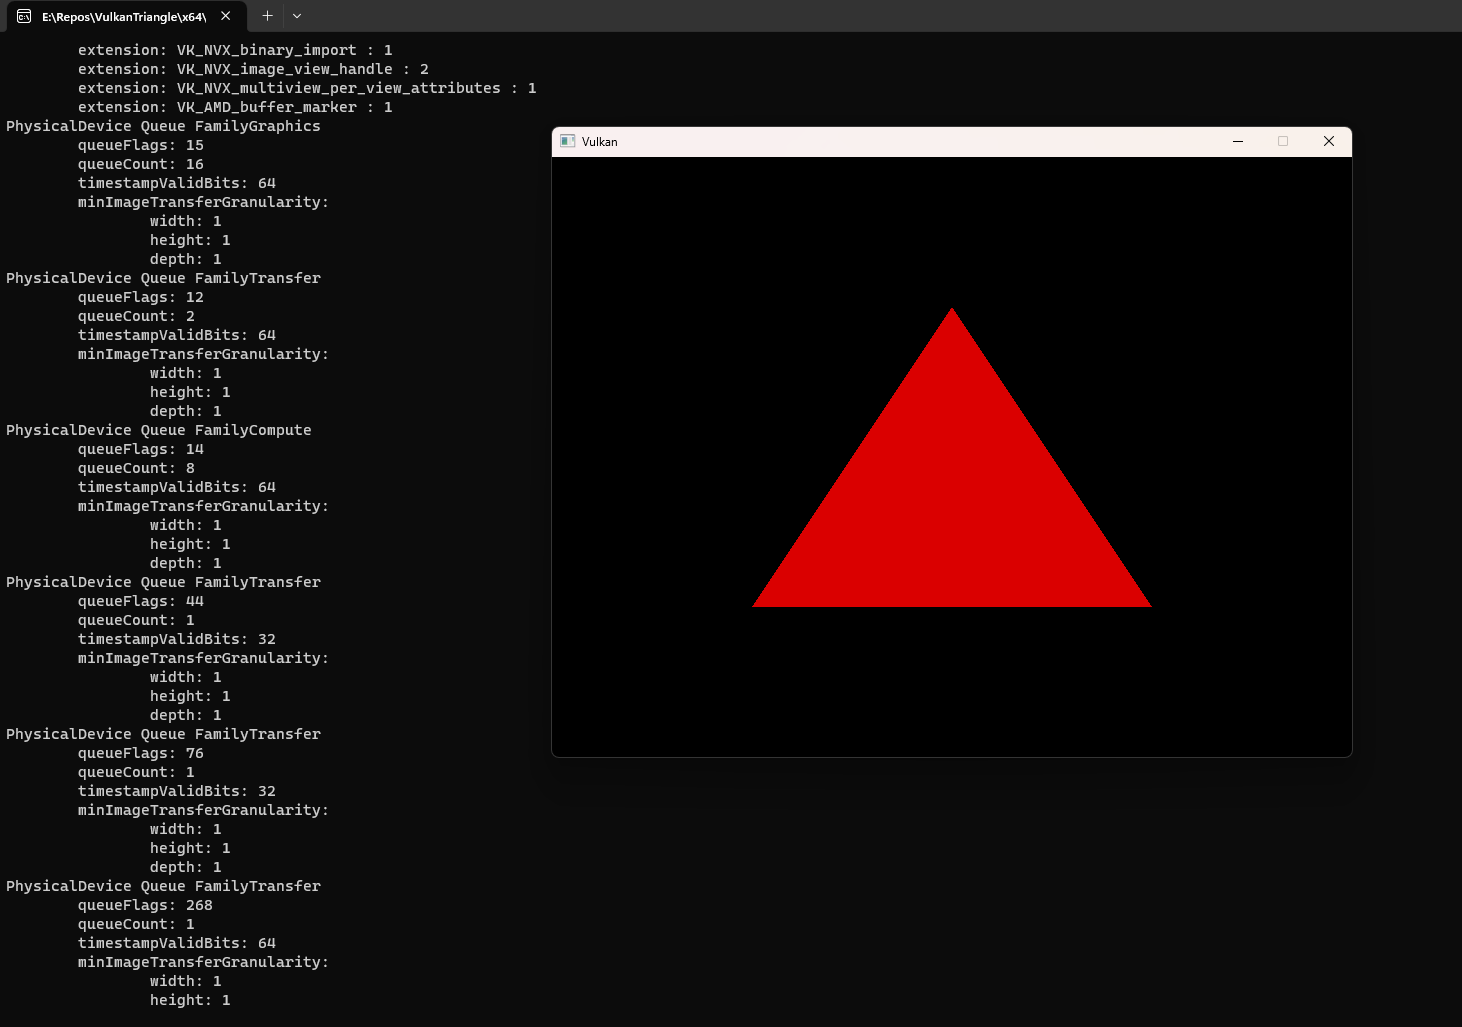 E:\Repos\VulkanTriangle\x64\
extension: VK_NVX_binary_import : 1
extension: VK_NVX_image_view_handle : 2
extension: VK_NVX_multiview_per_view_attributes : 1
extension: VK_AMD_buffer_marker : 1
PhysicalDevice Queue FamilyGraphics
queueFlags: 15
queueCount: 16
timestampValidBits: 64
minImageTransferGranularity:
width: 1
height: 1
depth: 1
PhysicalDevice Queue FamilyTransfer
queueFlags: 12
queueCount: 2
timestampValidBits: 64
minImageTransferGranularity:
width: 1
height: 1
depth: 1
PhysicalDevice Queue FamilyCompute
queueFlags: 14
queueCount: 8
timestampValidBits: 64
minImageTransferGranularity:
width: 1
height: 1
depth: 1
PhysicalDevice Queue FamilyTransfer
queueFlags: 44
queueCount: 1
timestampValidBits: 32
minImageTransferGranularity:
width: 1
height: 1
depth: 1
PhysicalDevice Queue FamilyTransfer
queueFlags: 76
queueCount: 1
timestampValidBits: 32
minImageTransferGranularity:
width: 1
height: 1
depth: 1
PhysicalDevice Queue FamilyTransfer
queueFlags: 268
queueCount: 1
timestampValidBits: 64
minImageTransferGranularity:
width: 1
height: 1
Vulkan